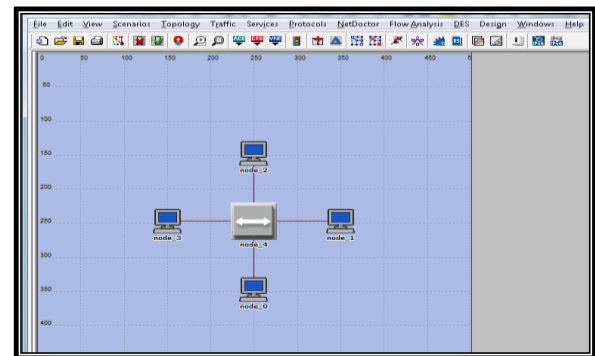 File Edit View Scenarios Topology Traffic Services Protocols NetDoctor Flow Analysis DES Design Windows Help
0 50 100 150 200 250 300 350 400 450 5
50
100
150
node_2
200
250
node_3 node_1
node_4
300
350
node_0
400